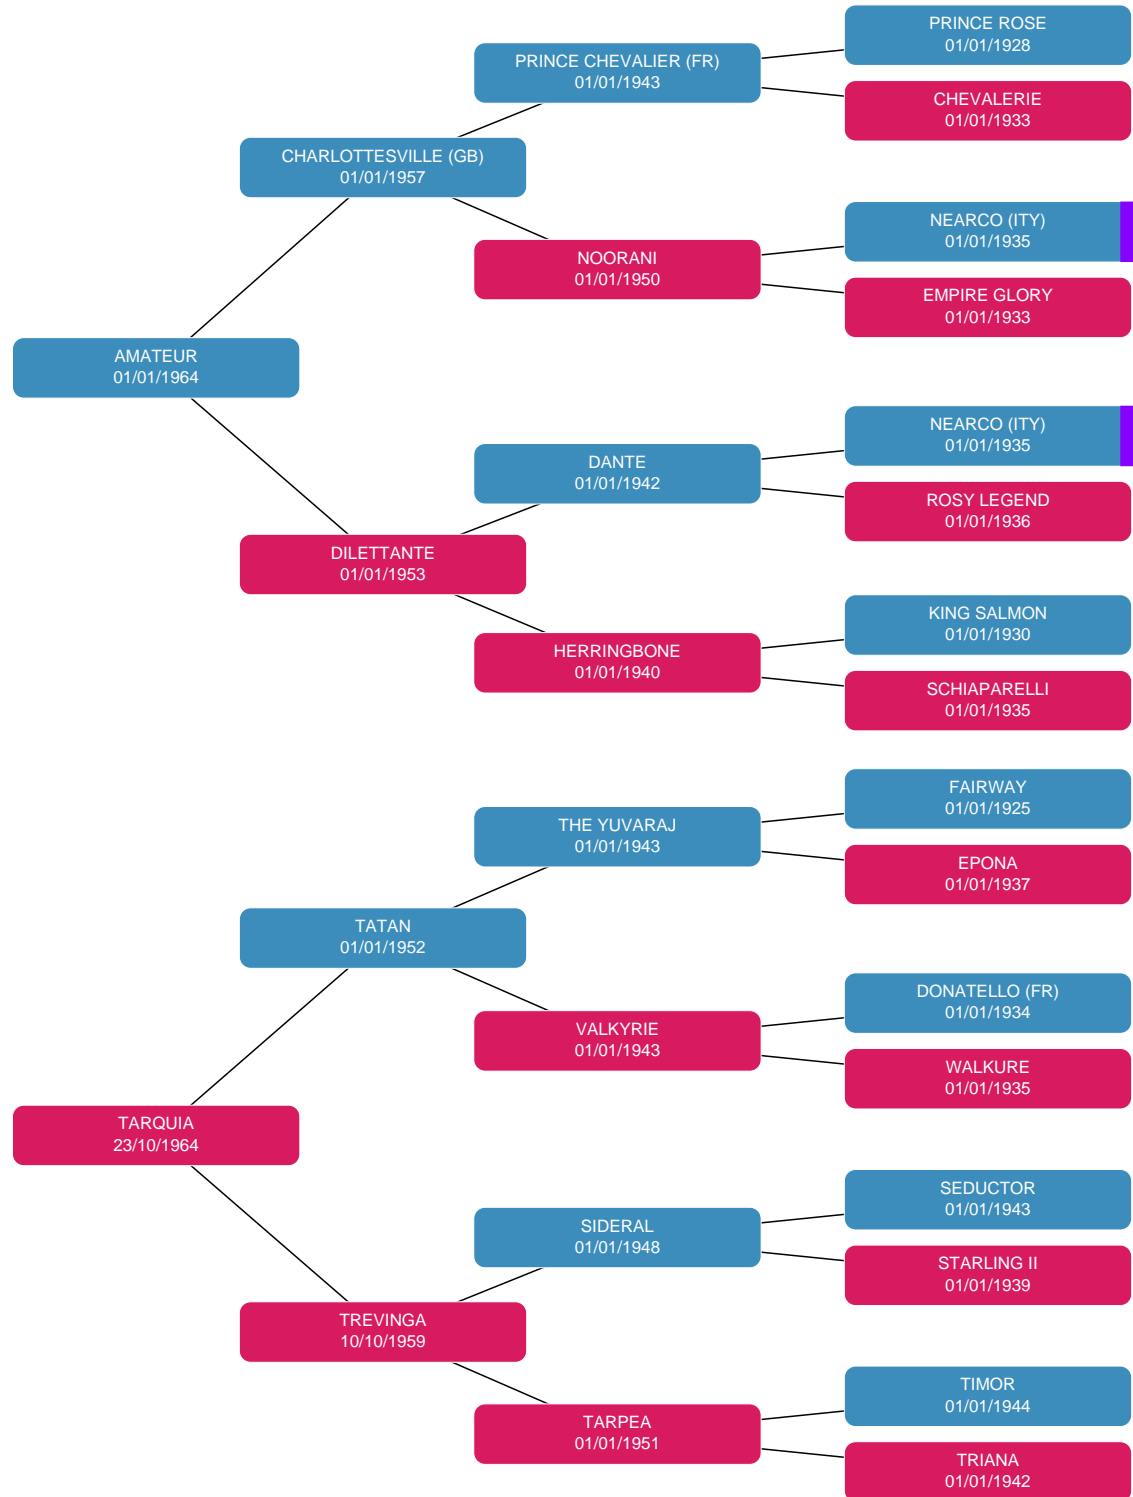 PRINCE ROSE
01/01/1928
PRINCE CHEVALIER (FR)
01/01/1943
CHEVALERIE
01/01/1933
CHARLOTTESVILLE (GB)
01/01/1957
NEARCO (ITY)
01/01/1935
NOORANI
01/01/1950
EMPIRE GLORY
01/01/1933
AMATEUR
01/01/1964
NEARCO (ITY)
01/01/1935
DANTE
01/01/1942
ROSY LEGEND
01/01/1936
DILETTANTE
01/01/1953
KING SALMON
01/01/1930
HERRINGBONE
01/01/1940
SCHIAPARELLI
01/01/1935
FAIRWAY
01/01/1925
THE YUVARAJ
01/01/1943
EPONA
01/01/1937
TATAN
01/01/1952
DONATELLO (FR)
01/01/1934
VALKYRIE
01/01/1943
WALKURE
01/01/1935
TARQUIA
23/10/1964
SEDUCTOR
01/01/1943
SIDERAL
01/01/1948
STARLING II
01/01/1939
TREVINGA
10/10/1959
TIMOR
01/01/1944
TARPEA
01/01/1951
TRIANA
01/01/1942